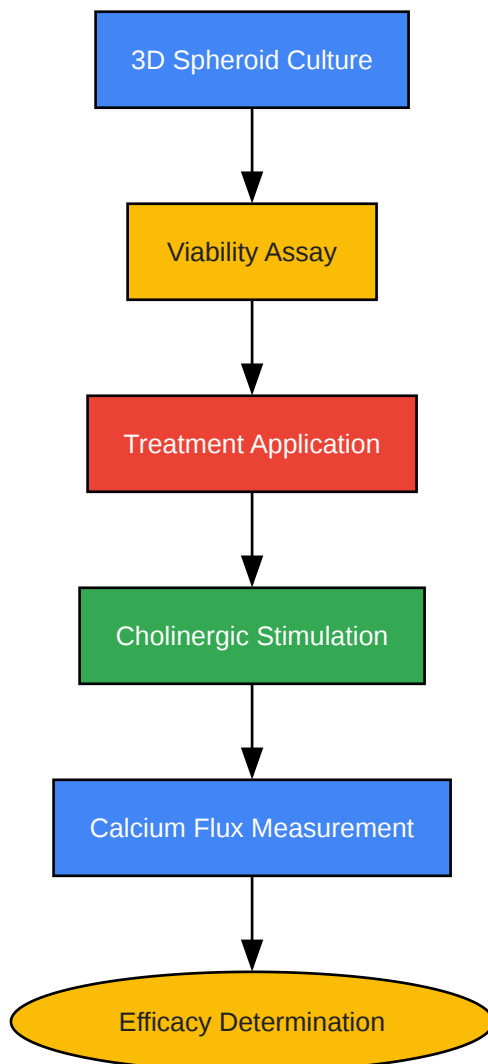 3D Spheroid Culture
Viability Assay
Treatment Application
Cholinergic Stimulation
Calcium Flux Measurement
Efficacy Determination